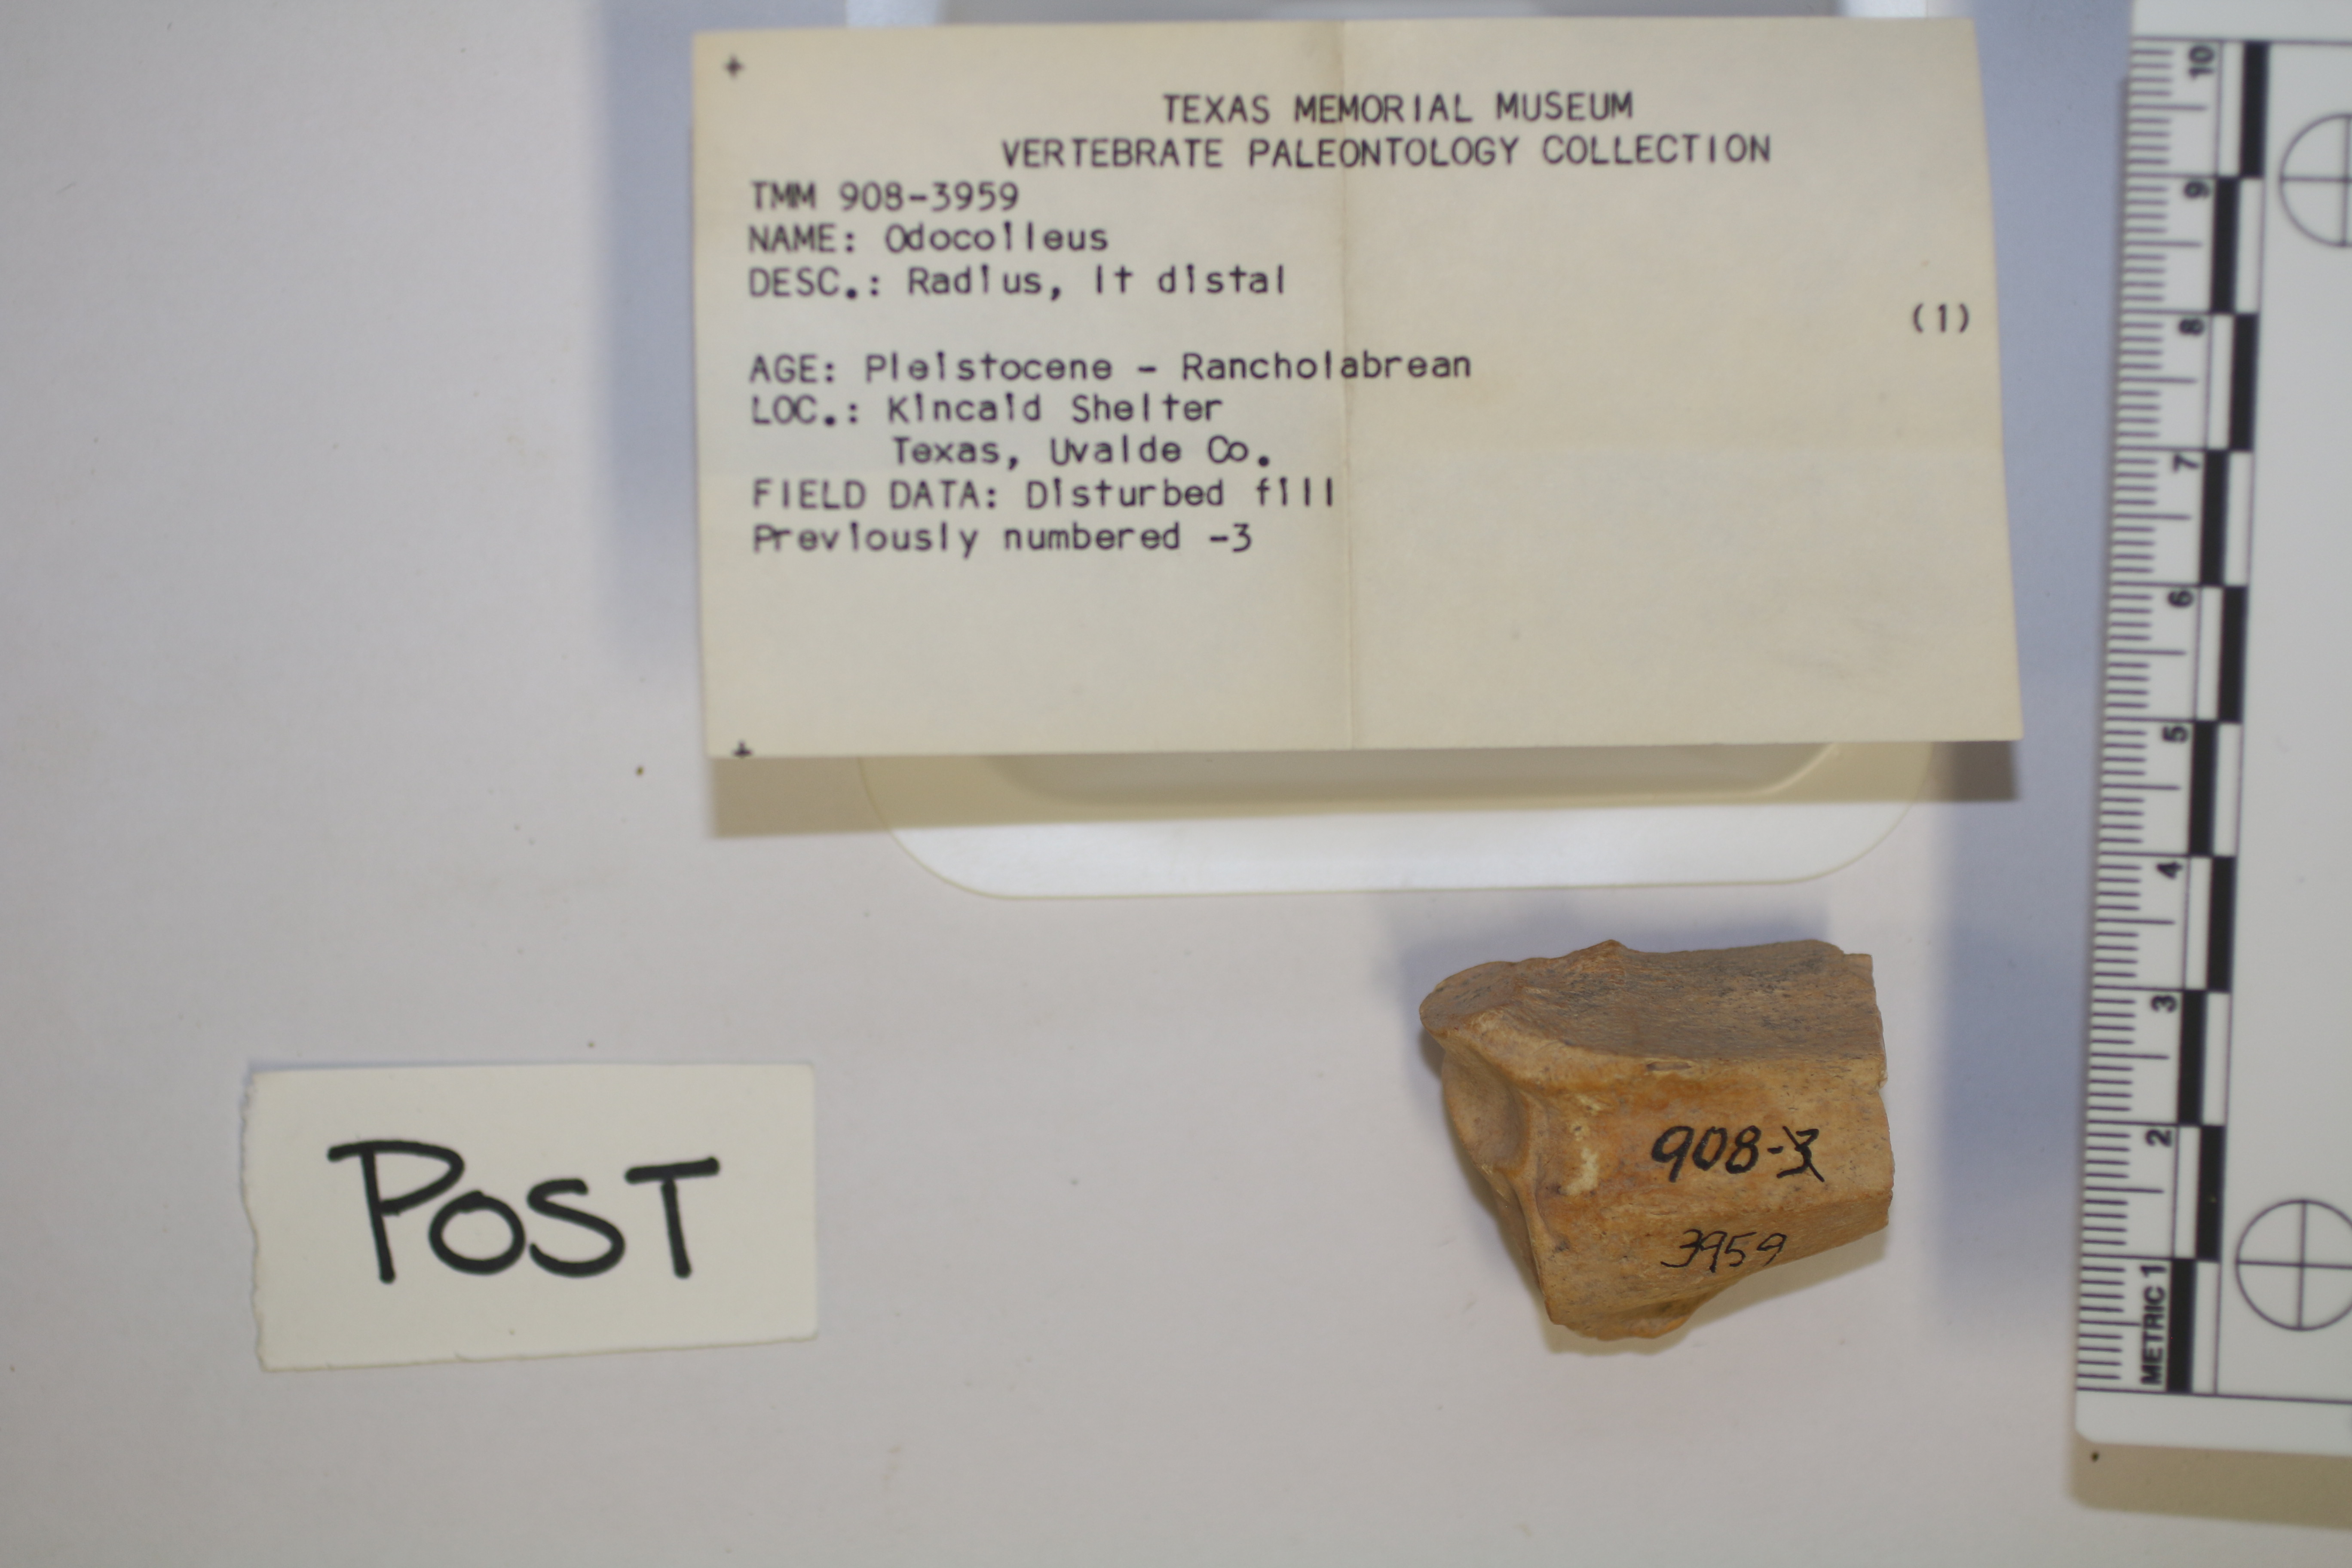 TEXAS MEMORIAL MUSEUM
VERTEBRATE PALEONTOLOGY COLLECTION
TMM 908-3959
NAME: Odocoileus
DESC.: Radius, lt distal
(1)
AGE: Pleistocene - Rancholabrean
LOC.: Kincaid Shelter
Texas, Uvalde Co.
FIELD DATA: Disturbed fill
Previously numbered -3
POST
908-3
3959
10
9
8
7
6
5
4
3
2
METRIC 1